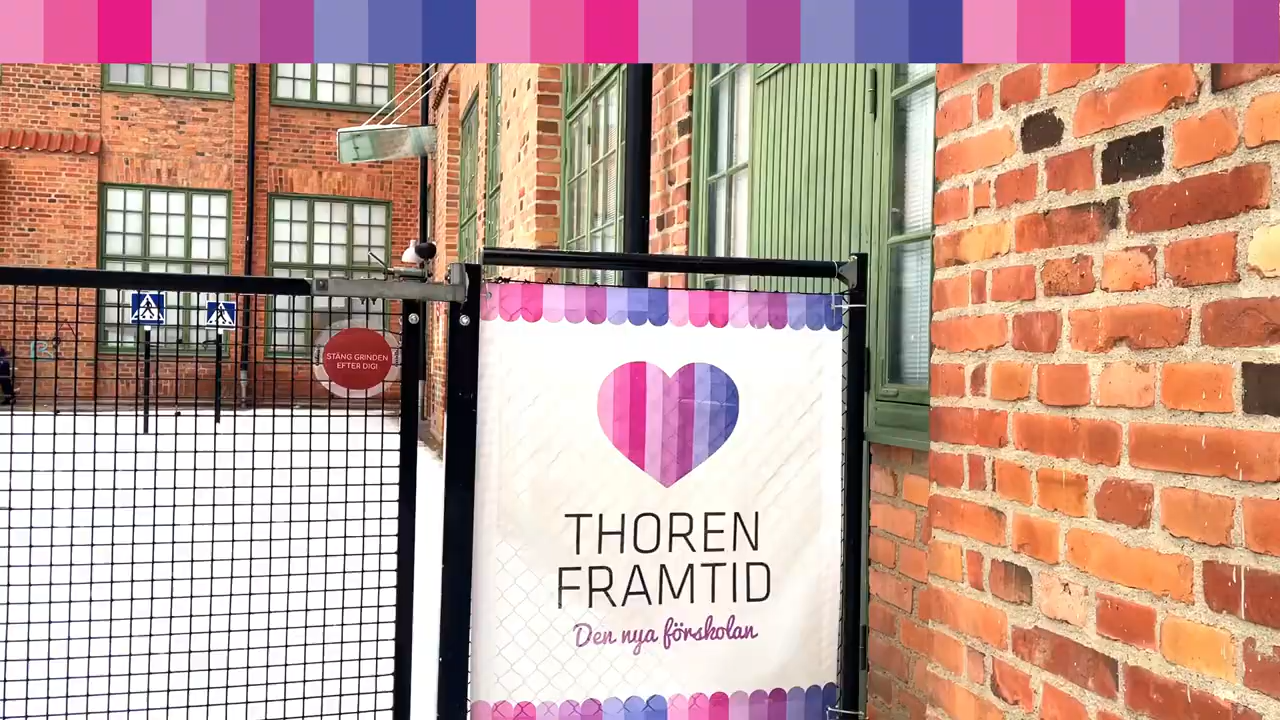 STÄNG GRINDEN
EFTER DIG!
THOREN
FRAMTID
Den nya förskolan